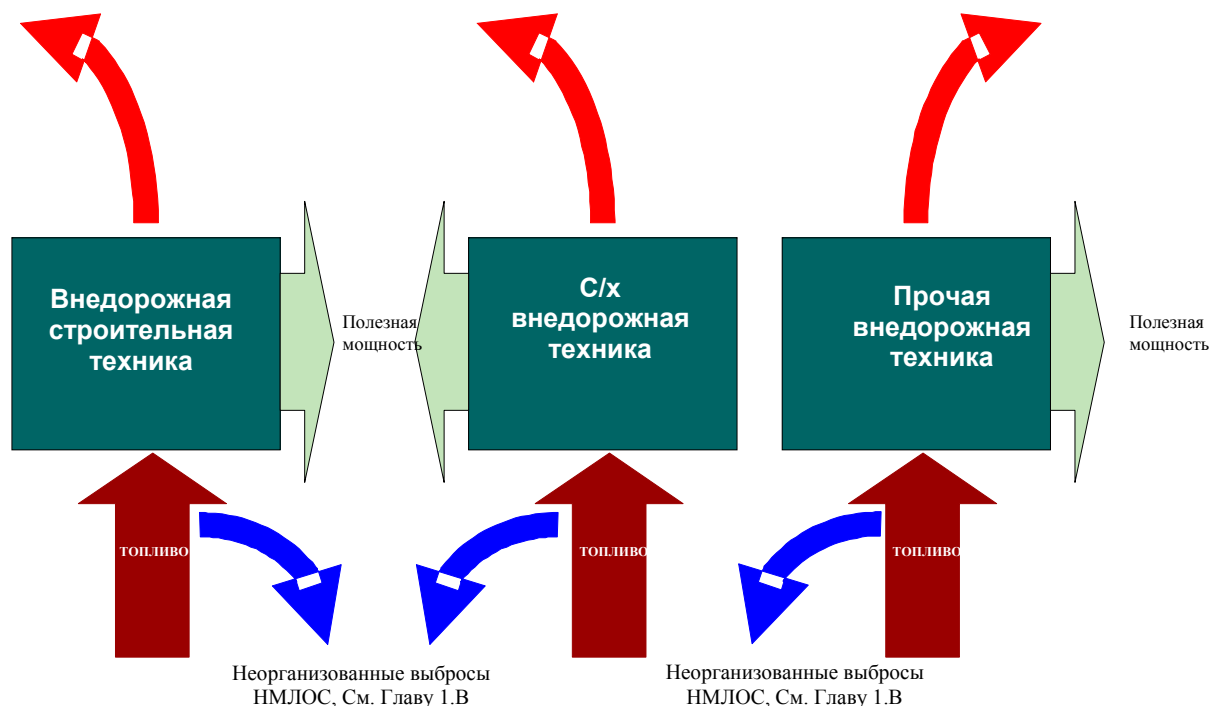 Внедорожная
строительная
техника
Полезная
мощность
С/х
внедорожная
техника
Прочая
внедорожная
техника
Полезная
мощность
ТОПЛИВО
ТОПЛИВО
ТОПЛИВО
Неорганизованные выбросы
НМЛОС, См. Главу 1.В
Неорганизованные выбросы
НМЛОС, См. Главу 1.В